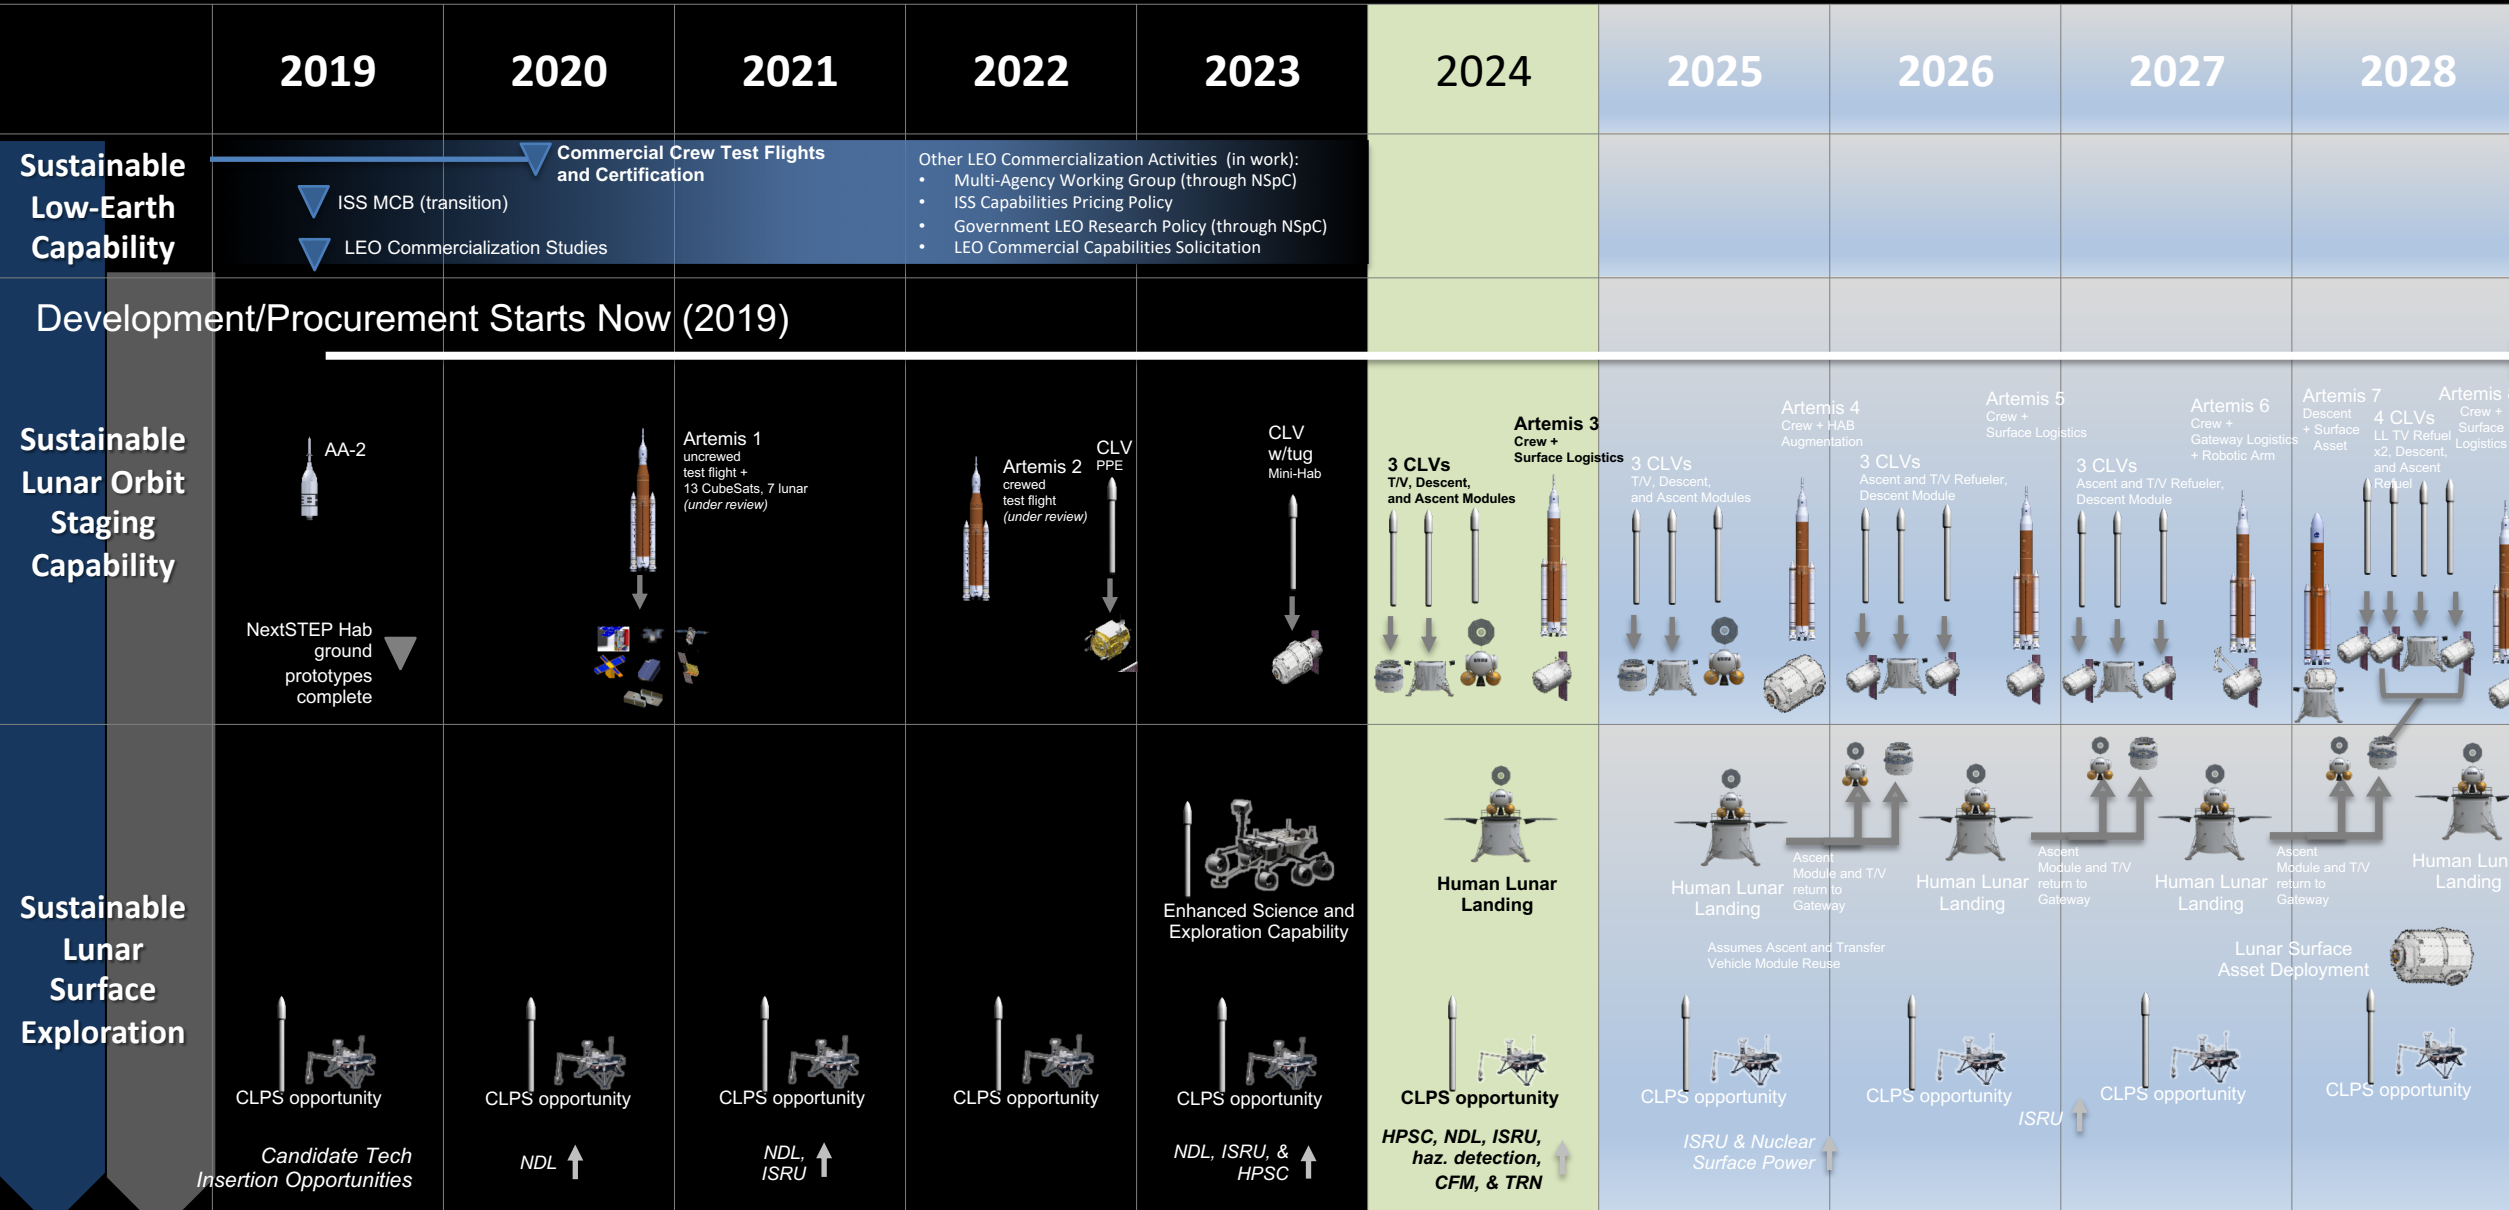 2019
2020
2021
2022
2023
2024
2025
2026
2027
2028
Sustainable
Low-Earth
Capability
Commercial Crew Test Flights
and Certification
ISS MCB (transition)
LEO Commercialization Studies
Other LEO Commercialization Activities (in work):
• Multi-Agency Working Group (through NSpC)
• ISS Capabilities Pricing Policy
• Government LEO Research Policy (through NSpC)
• LEO Commercial Capabilities Solicitation
Development/Procurement Starts Now (2019)
Sustainable
Lunar Orbit
Staging
Capability
AA-2
NextSTEP Hab
ground
prototypes
complete
Artemis 1
uncrewed
test flight +
13 CubeSats, 7 lunar
(under review)
Artemis 2
crewed
test flight
(under review)
CLV
PPE
CLV
w/tug
Mini-Hab
3 CLVs
T/V, Descent,
and Ascent Modules
Artemis 3
Crew +
Surface Logistics
3 CLVs
T/V, Descent,
and Ascent Modules
Artemis 4
Crew + HAB
Augmentation
3 CLVs
Ascent and T/V Refueler,
Descent Module
Artemis 5
Crew +
Surface Logistics
3 CLVs
Ascent and T/V Refueler,
Descent Module
Artemis 6
Crew +
Gateway Logistics
+ Robotic Arm
Artemis 7
Descent
+ Surface
Asset
4 CLVs
LL TV Refuel
x2, Descent,
and Ascent
Refuel
Artemis
Crew +
Surface
Logistics
Sustainable
Lunar
Surface
Exploration
Enhanced Science and
Exploration Capability
Human Lunar
Landing
Human Lunar
Landing
Ascent
Module and T/V
return to
Gateway
Assumes Ascent and Transfer
Vehicle Module Reuse
Human Lunar
Landing
Ascent
Module and T/V
return to
Gateway
Human Lunar
Landing
Ascent
Module and T/V
return to
Gateway
Human Lun
Landing
Lunar Surface
Asset Deployment
CLPS opportunity
CLPS opportunity
CLPS opportunity
CLPS opportunity
CLPS opportunity
CLPS opportunity
CLPS opportunity
CLPS opportunity
CLPS opportunity
CLPS opportunity
Candidate Tech
Insertion Opportunities
NDL
NDL,
ISRU
NDL, ISRU, &
HPSC
HPSC, NDL, ISRU,
haz. detection,
CFM, & TRN
ISRU & Nuclear
Surface Power
ISRU